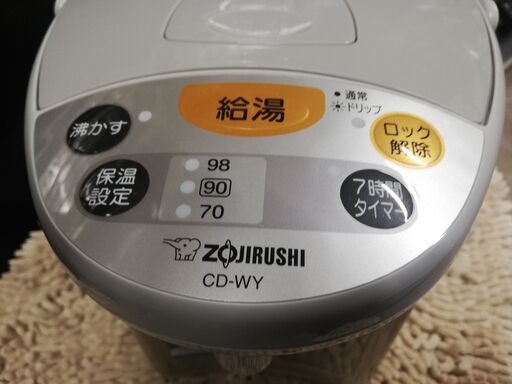 給湯
● 通常
ドリップ
沸かす
ロック
解除
保温
設定
98
90
70
7時間
タイマー
ZOJIRUSHI
CD-WY